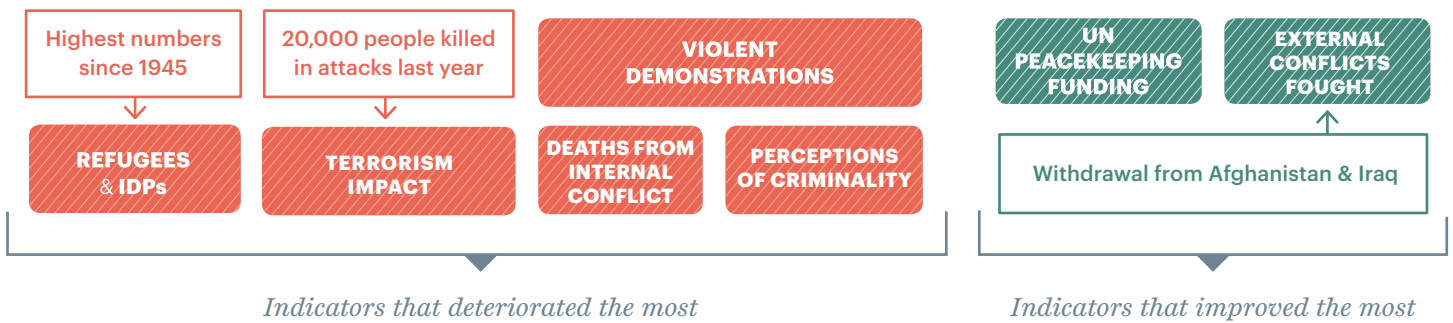 Highest numbers
since 1945
20,000 people killed
in attacks last year
VIOLENT
DEMONSTRATIONS
REFUGEES
& IDPs
TERRORISM
IMPACT
DEATHS FROM
INTERNAL
CONFLICT
PERCEPTIONS
OF CRIMINALITY
Indicators that deteriorated the most
UN
PEACEKEEPING
FUNDING
EXTERNAL
CONFLICTS
FOUGHT
Withdrawal from Afghanistan & Iraq
Indicators that improved the most